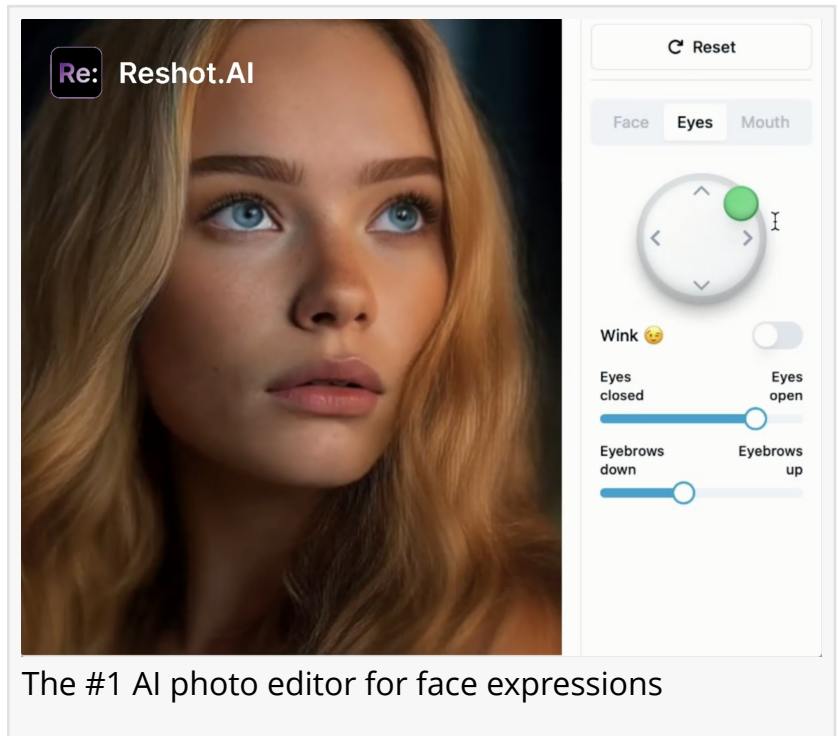 Re: Reshot.AI
Reset
Face Eyes Mouth
Wink 😉
Eyes closed
Eyes open
Eyebrows down
Eyebrows up
The #1 AI photo editor for face expressions